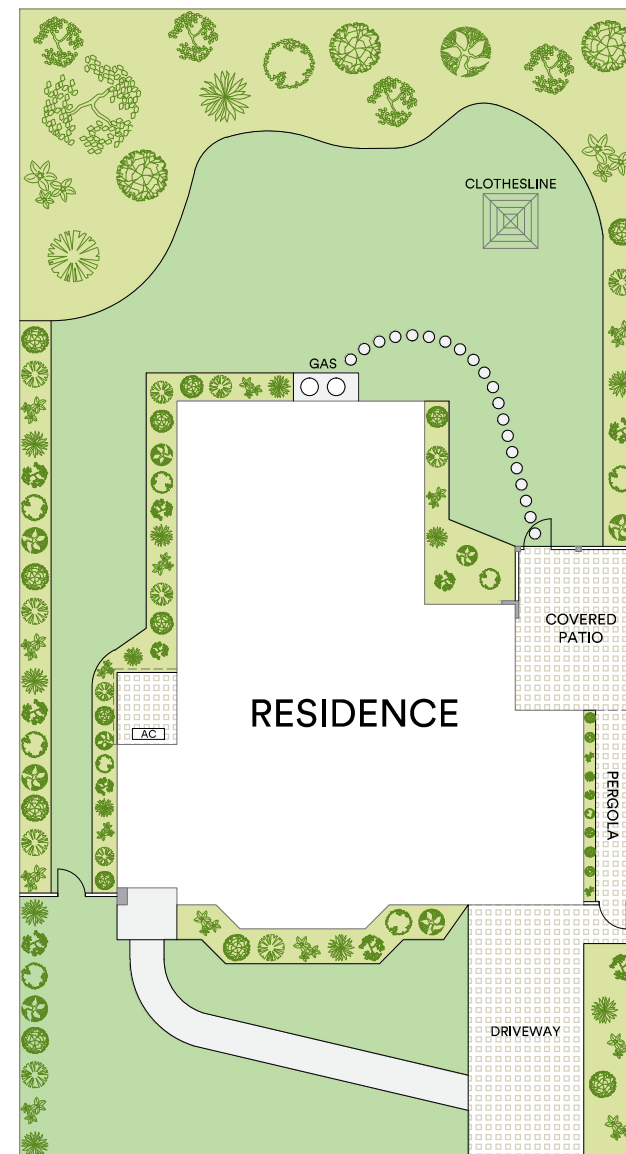 CLOTHESLINE
GAS
COVERED
PATIO
RESIDENCE
AC
PERGOLA
DRIVEWAY